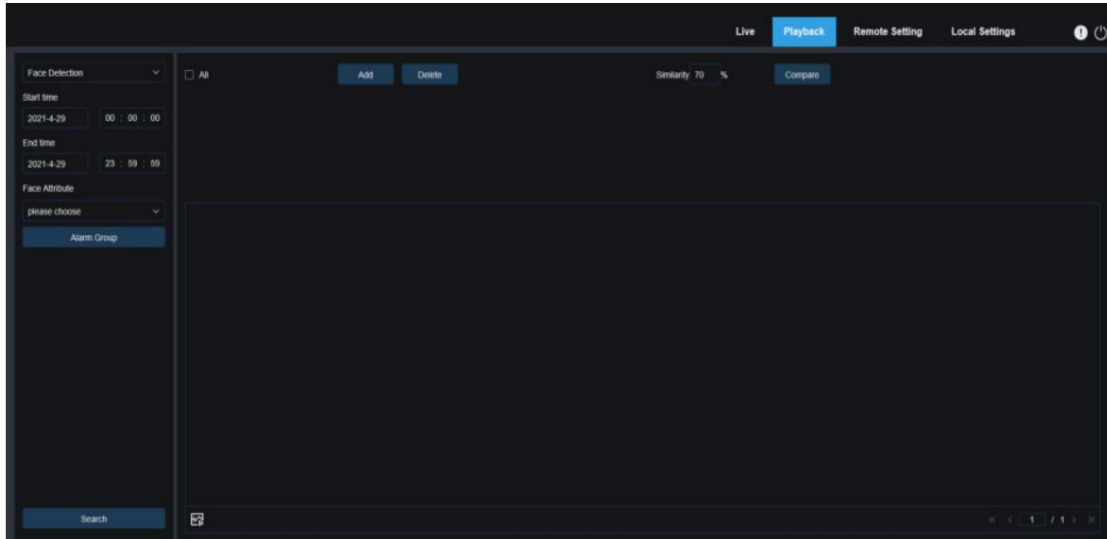 Live Playback Remote Setting Local Settings
Face Detection
All Add Delete Similarity 70 % Compare
Start time
2021-4-29 00 : 00 : 00
End time
2021-4-29 23 : 59 : 59
Face Attribute
please choose
Alarm Group
Search
1 / 1